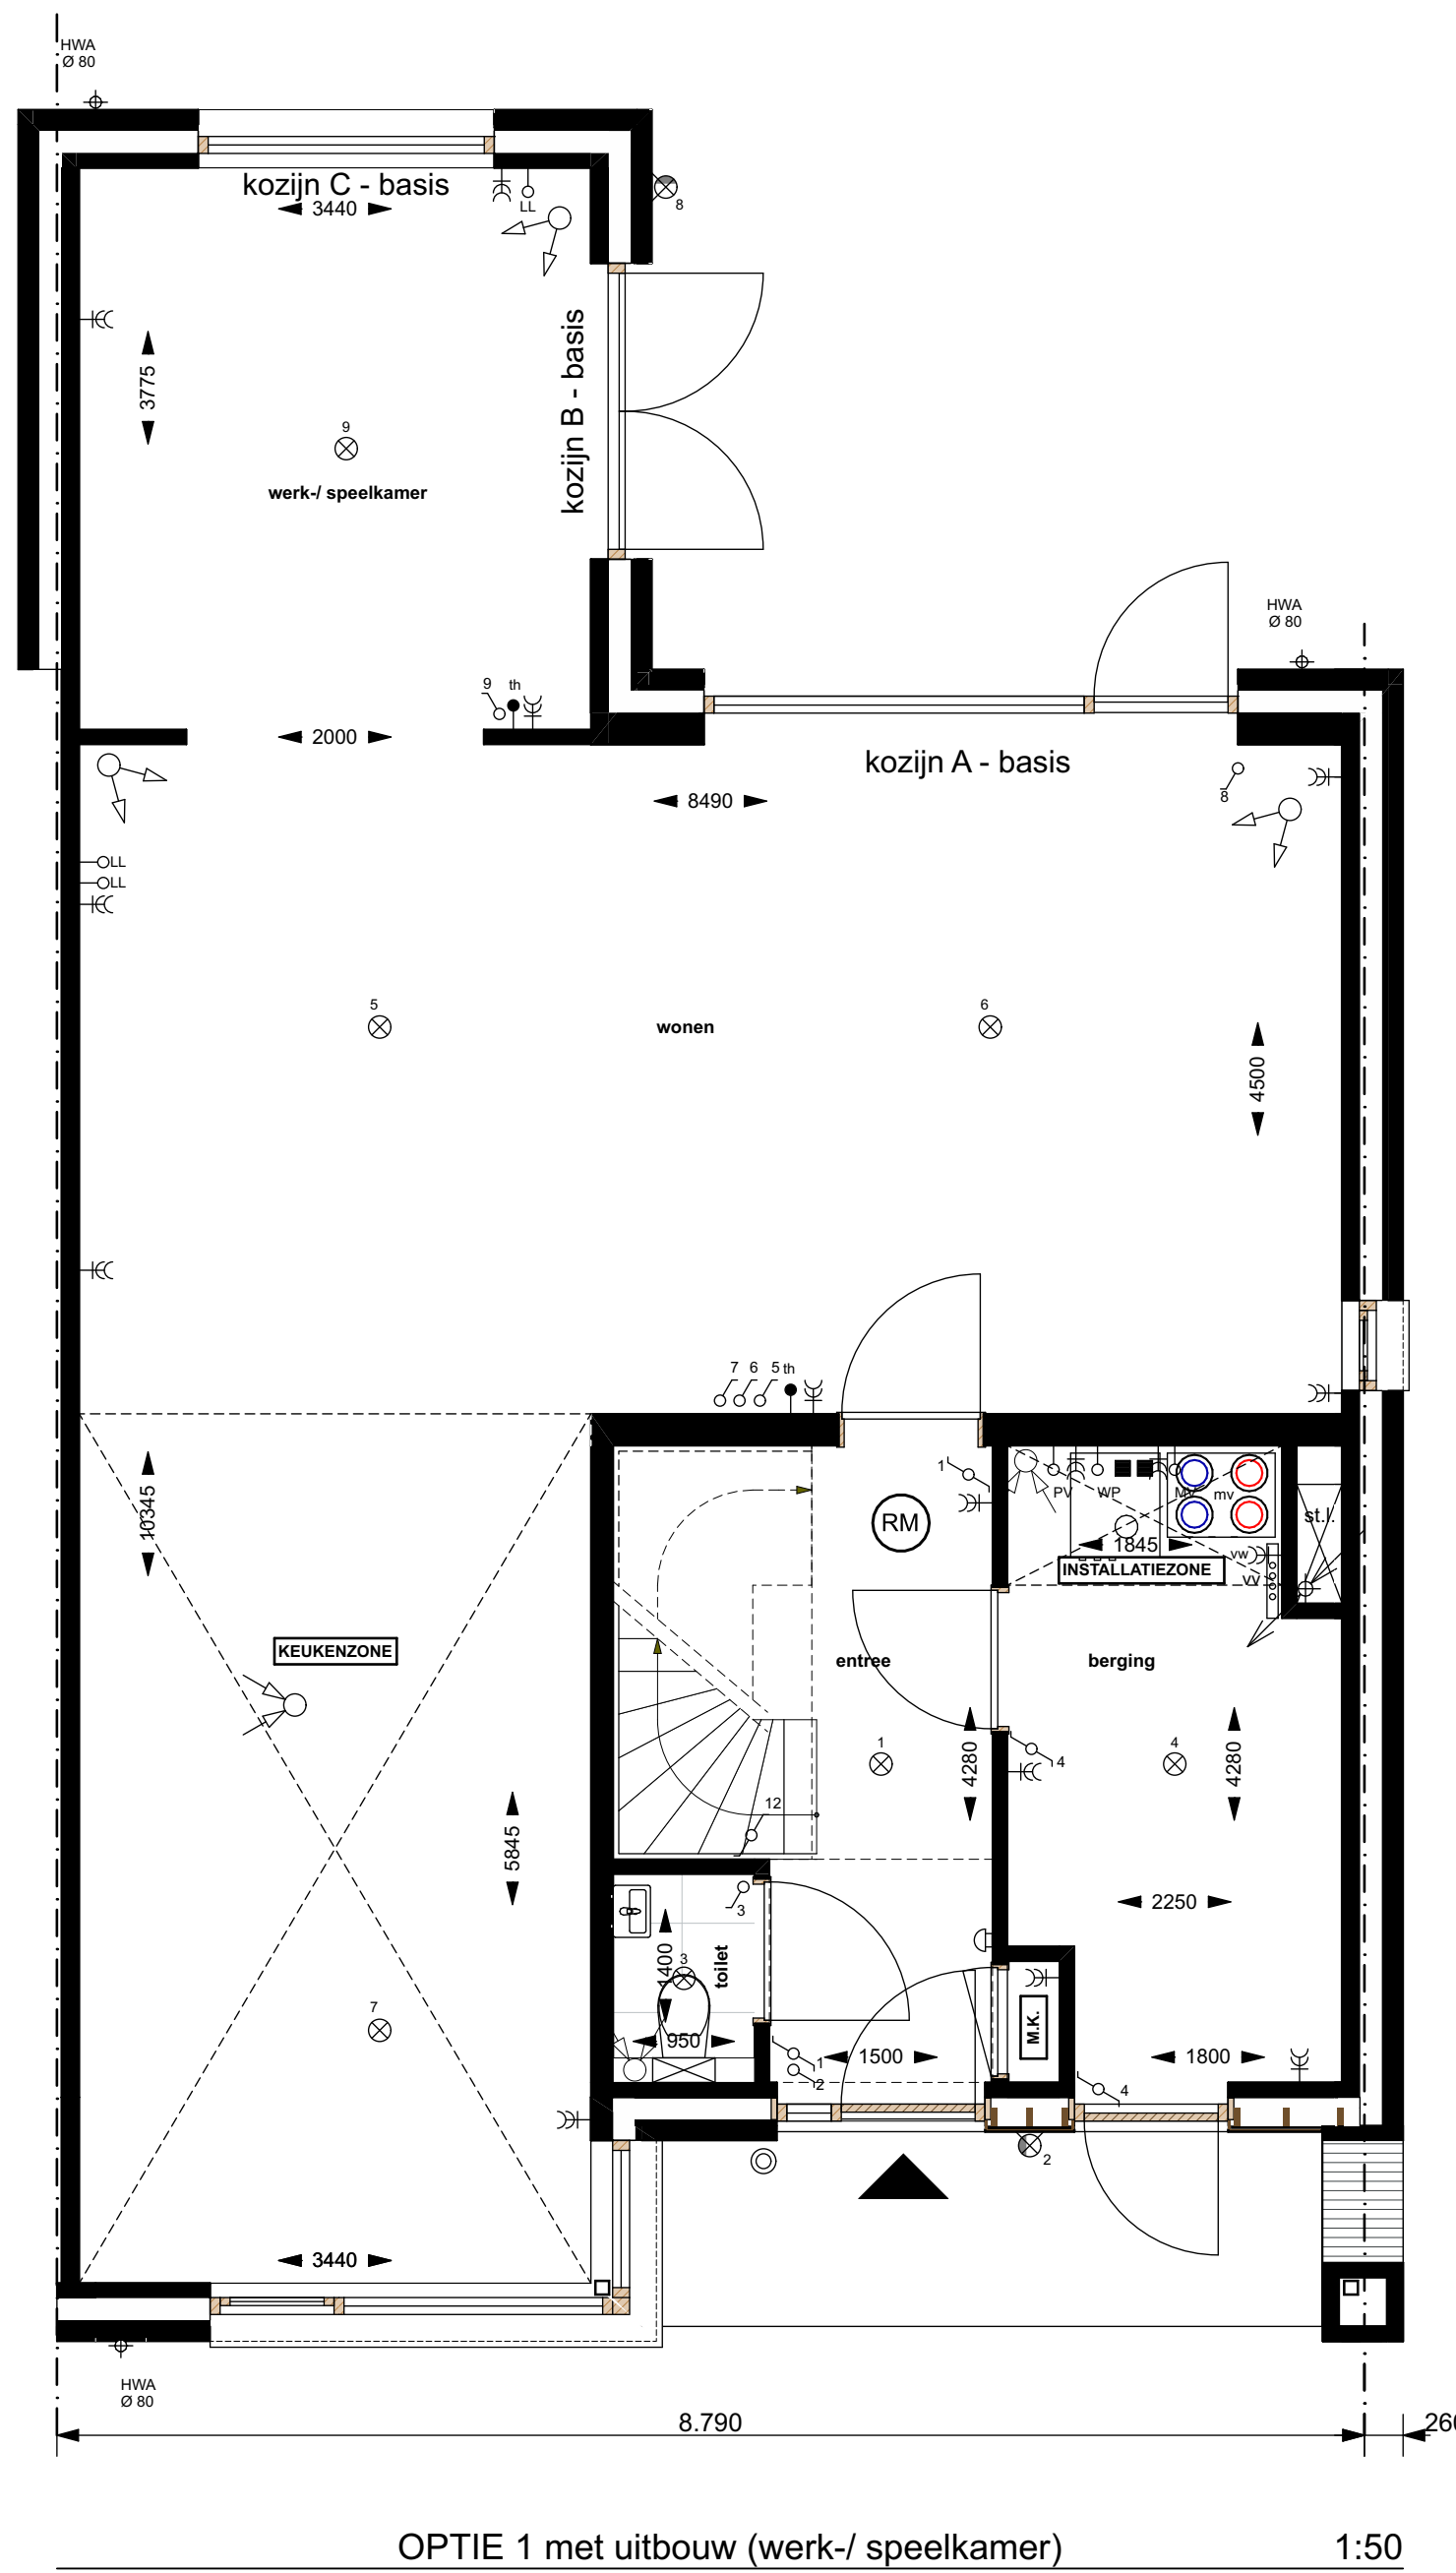 HWA
Ø 80
kozijn C - basis
3440
LL
8
3775
kozijn B - basis
9
werk-/ speelkamer
HWA
Ø 80
9 th
2000
kozijn A - basis
8490
8
LL
LL
5
wonen
6
4500
7 6 5 th
10345
1
RM
PV WP MV mv
st.l.
1845
vw
INSTALLATIEZONE
VV
KEUKENZONE
entree
berging
1
4280
4
4
4280
12
5845
2250
3
1400
3
toilet
7
950
1
2
1500
M.K.
1800
4
2
3440
HWA
Ø 80
8.790
OPTIE 1 met uitbouw (werk-/ speelkamer) 1:50